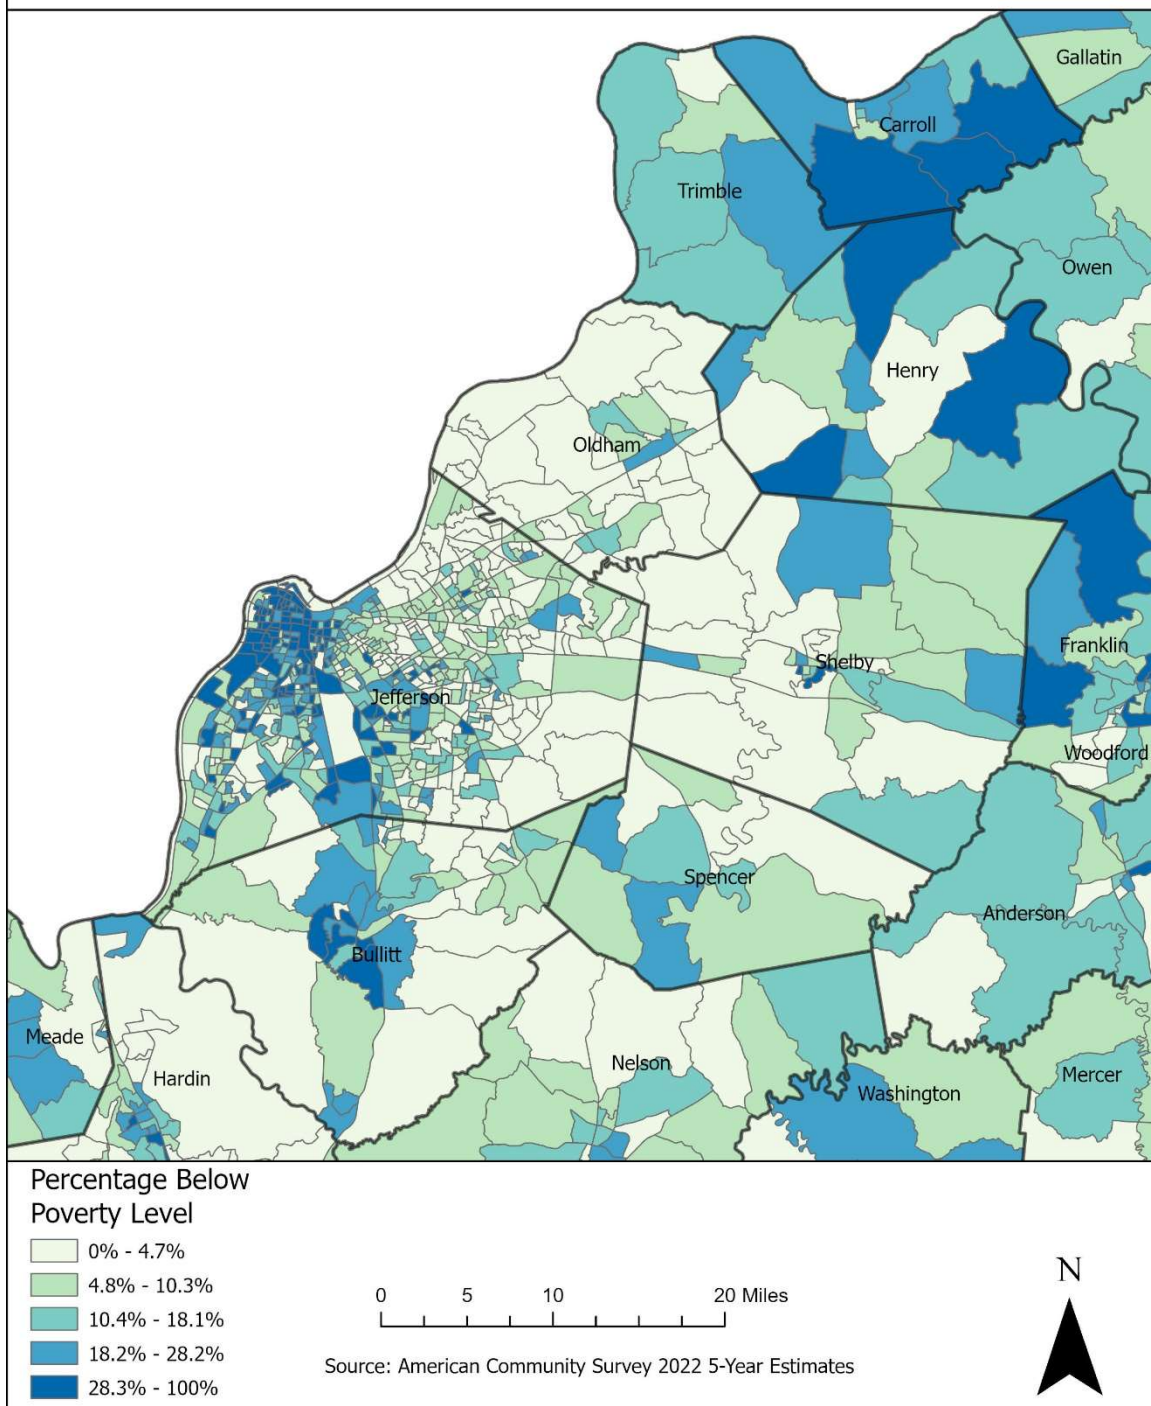 Gallatin
Carroll
Trimble
Owen
Henry
Oldham
Franklin
Shelby
Jefferson
Woodford
Spencer
Anderson
Bullitt
Meade
Nelson
Hardin
Mercer
Washington
Percentage Below
Poverty Level
0% - 4.7%
4.8% - 10.3%
10.4% - 18.1%
18.2% - 28.2%
28.3% - 100%
0 5 10 20 Miles
Source: American Community Survey 2022 5-Year Estimates
N